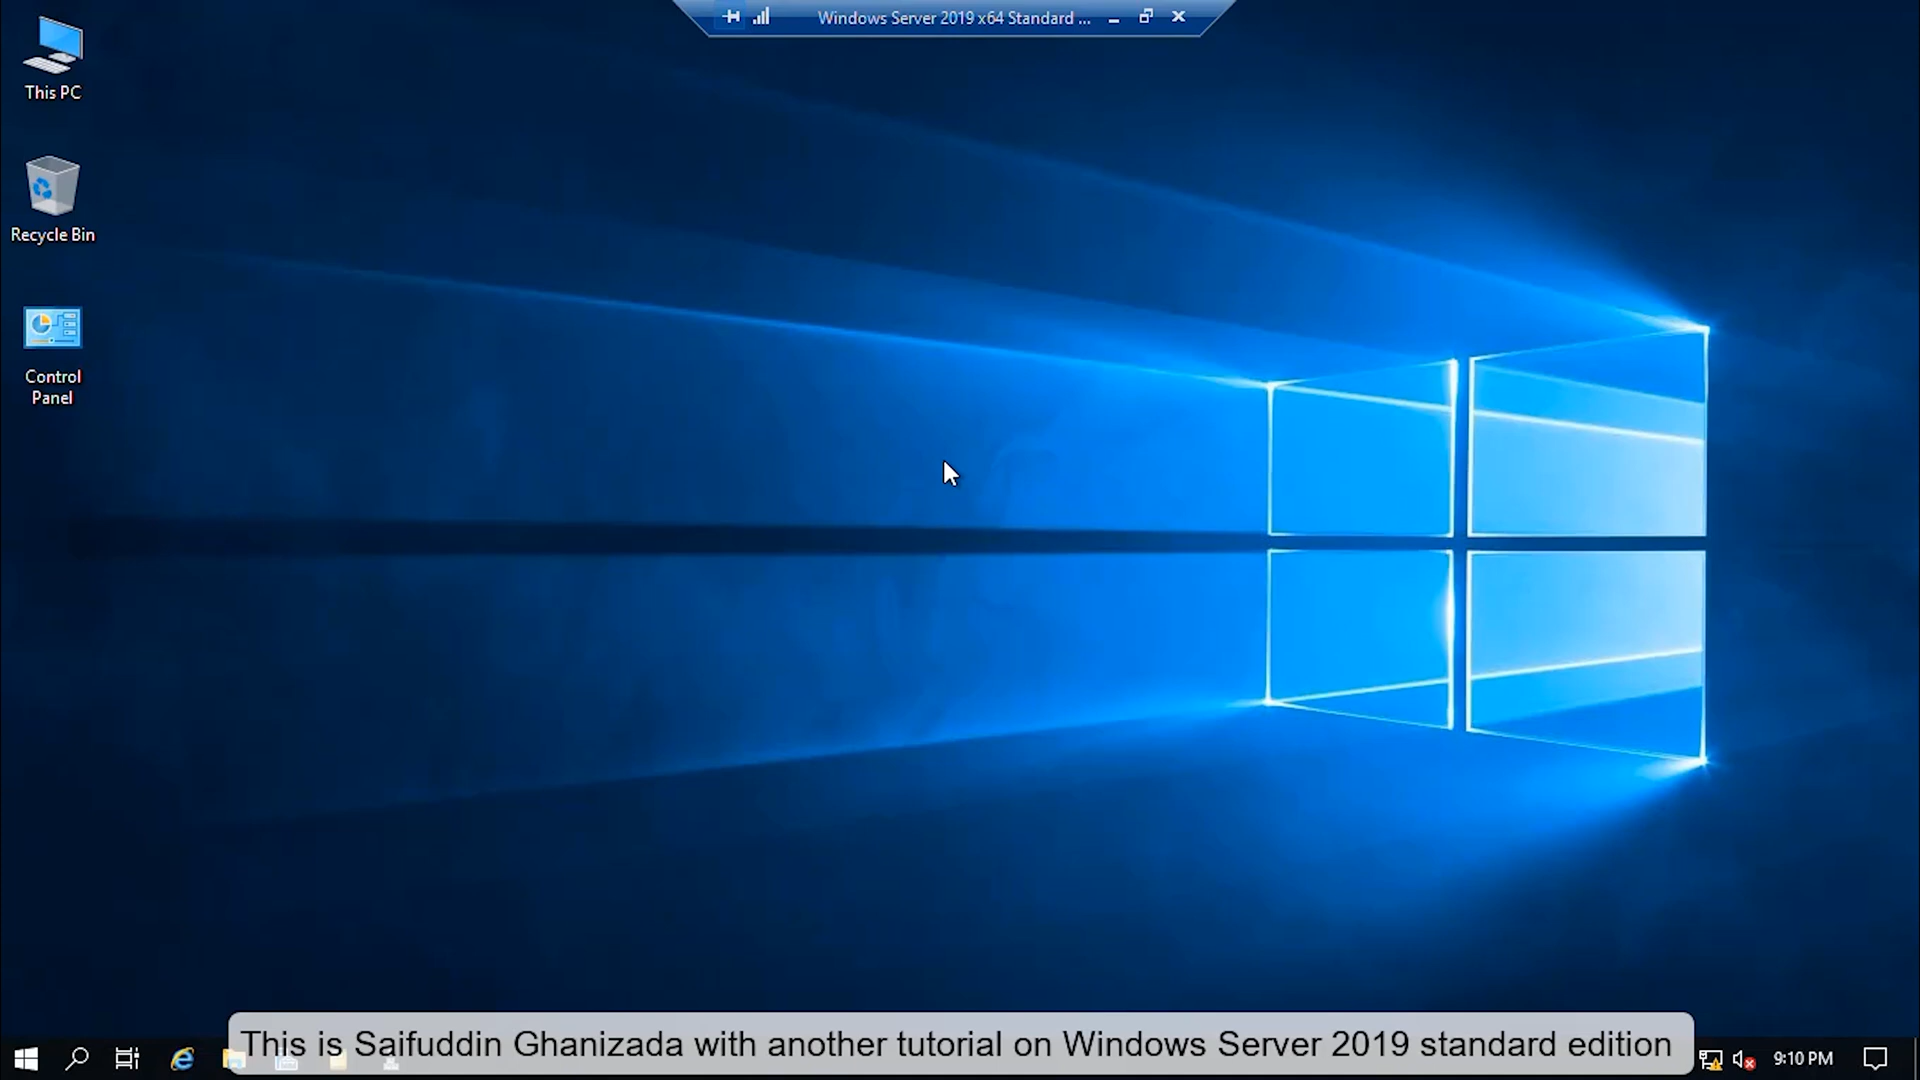 Windows Server 2019 x64 Standard ...
This PC
Recycle Bin
Control
Panel
This is Saifuddin Ghanizada with another tutorial on Windows Server 2019 standard edition
9:10 PM